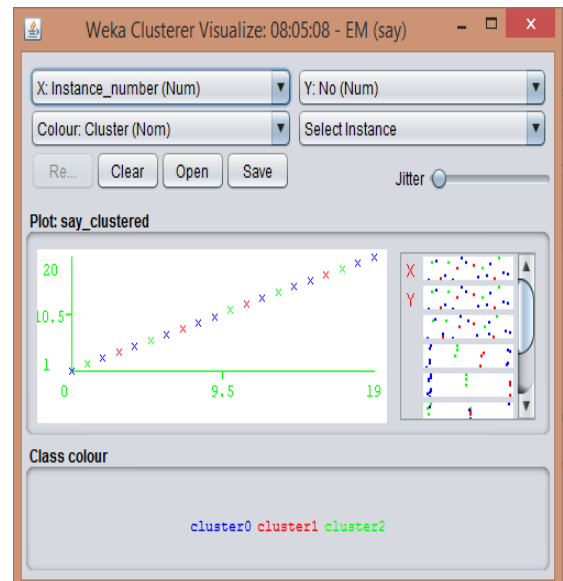 Weka Clusterer Visualize: 08:05:08 - EM (say)
X: Instance_number (Num)
Y: No (Num)
Colour: Cluster (Nom)
Select Instance
Re...
Clear
Open
Save
Jitter
Plot: say_clustered
20
10.5
1
0
9.5
19
X
Y
Class colour
cluster0 cluster1 cluster2